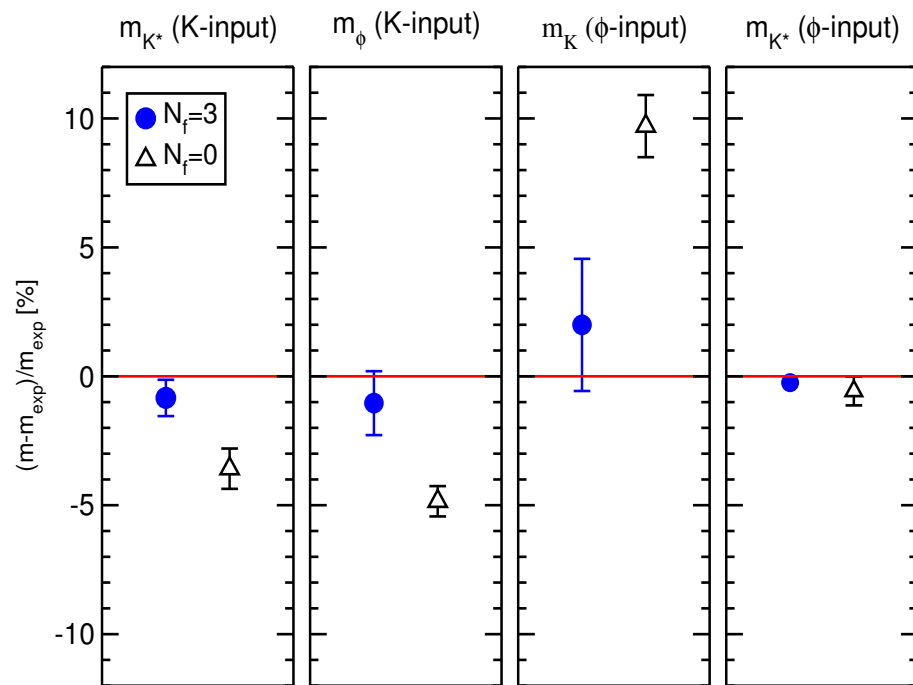 m_K* (K-input) m_ϕ (K-input) m_K (ϕ-input) m_K* (ϕ-input)
N_f=3
N_f=0
10
5
0
-5
-10
(m-m_exp)/m_exp [%]